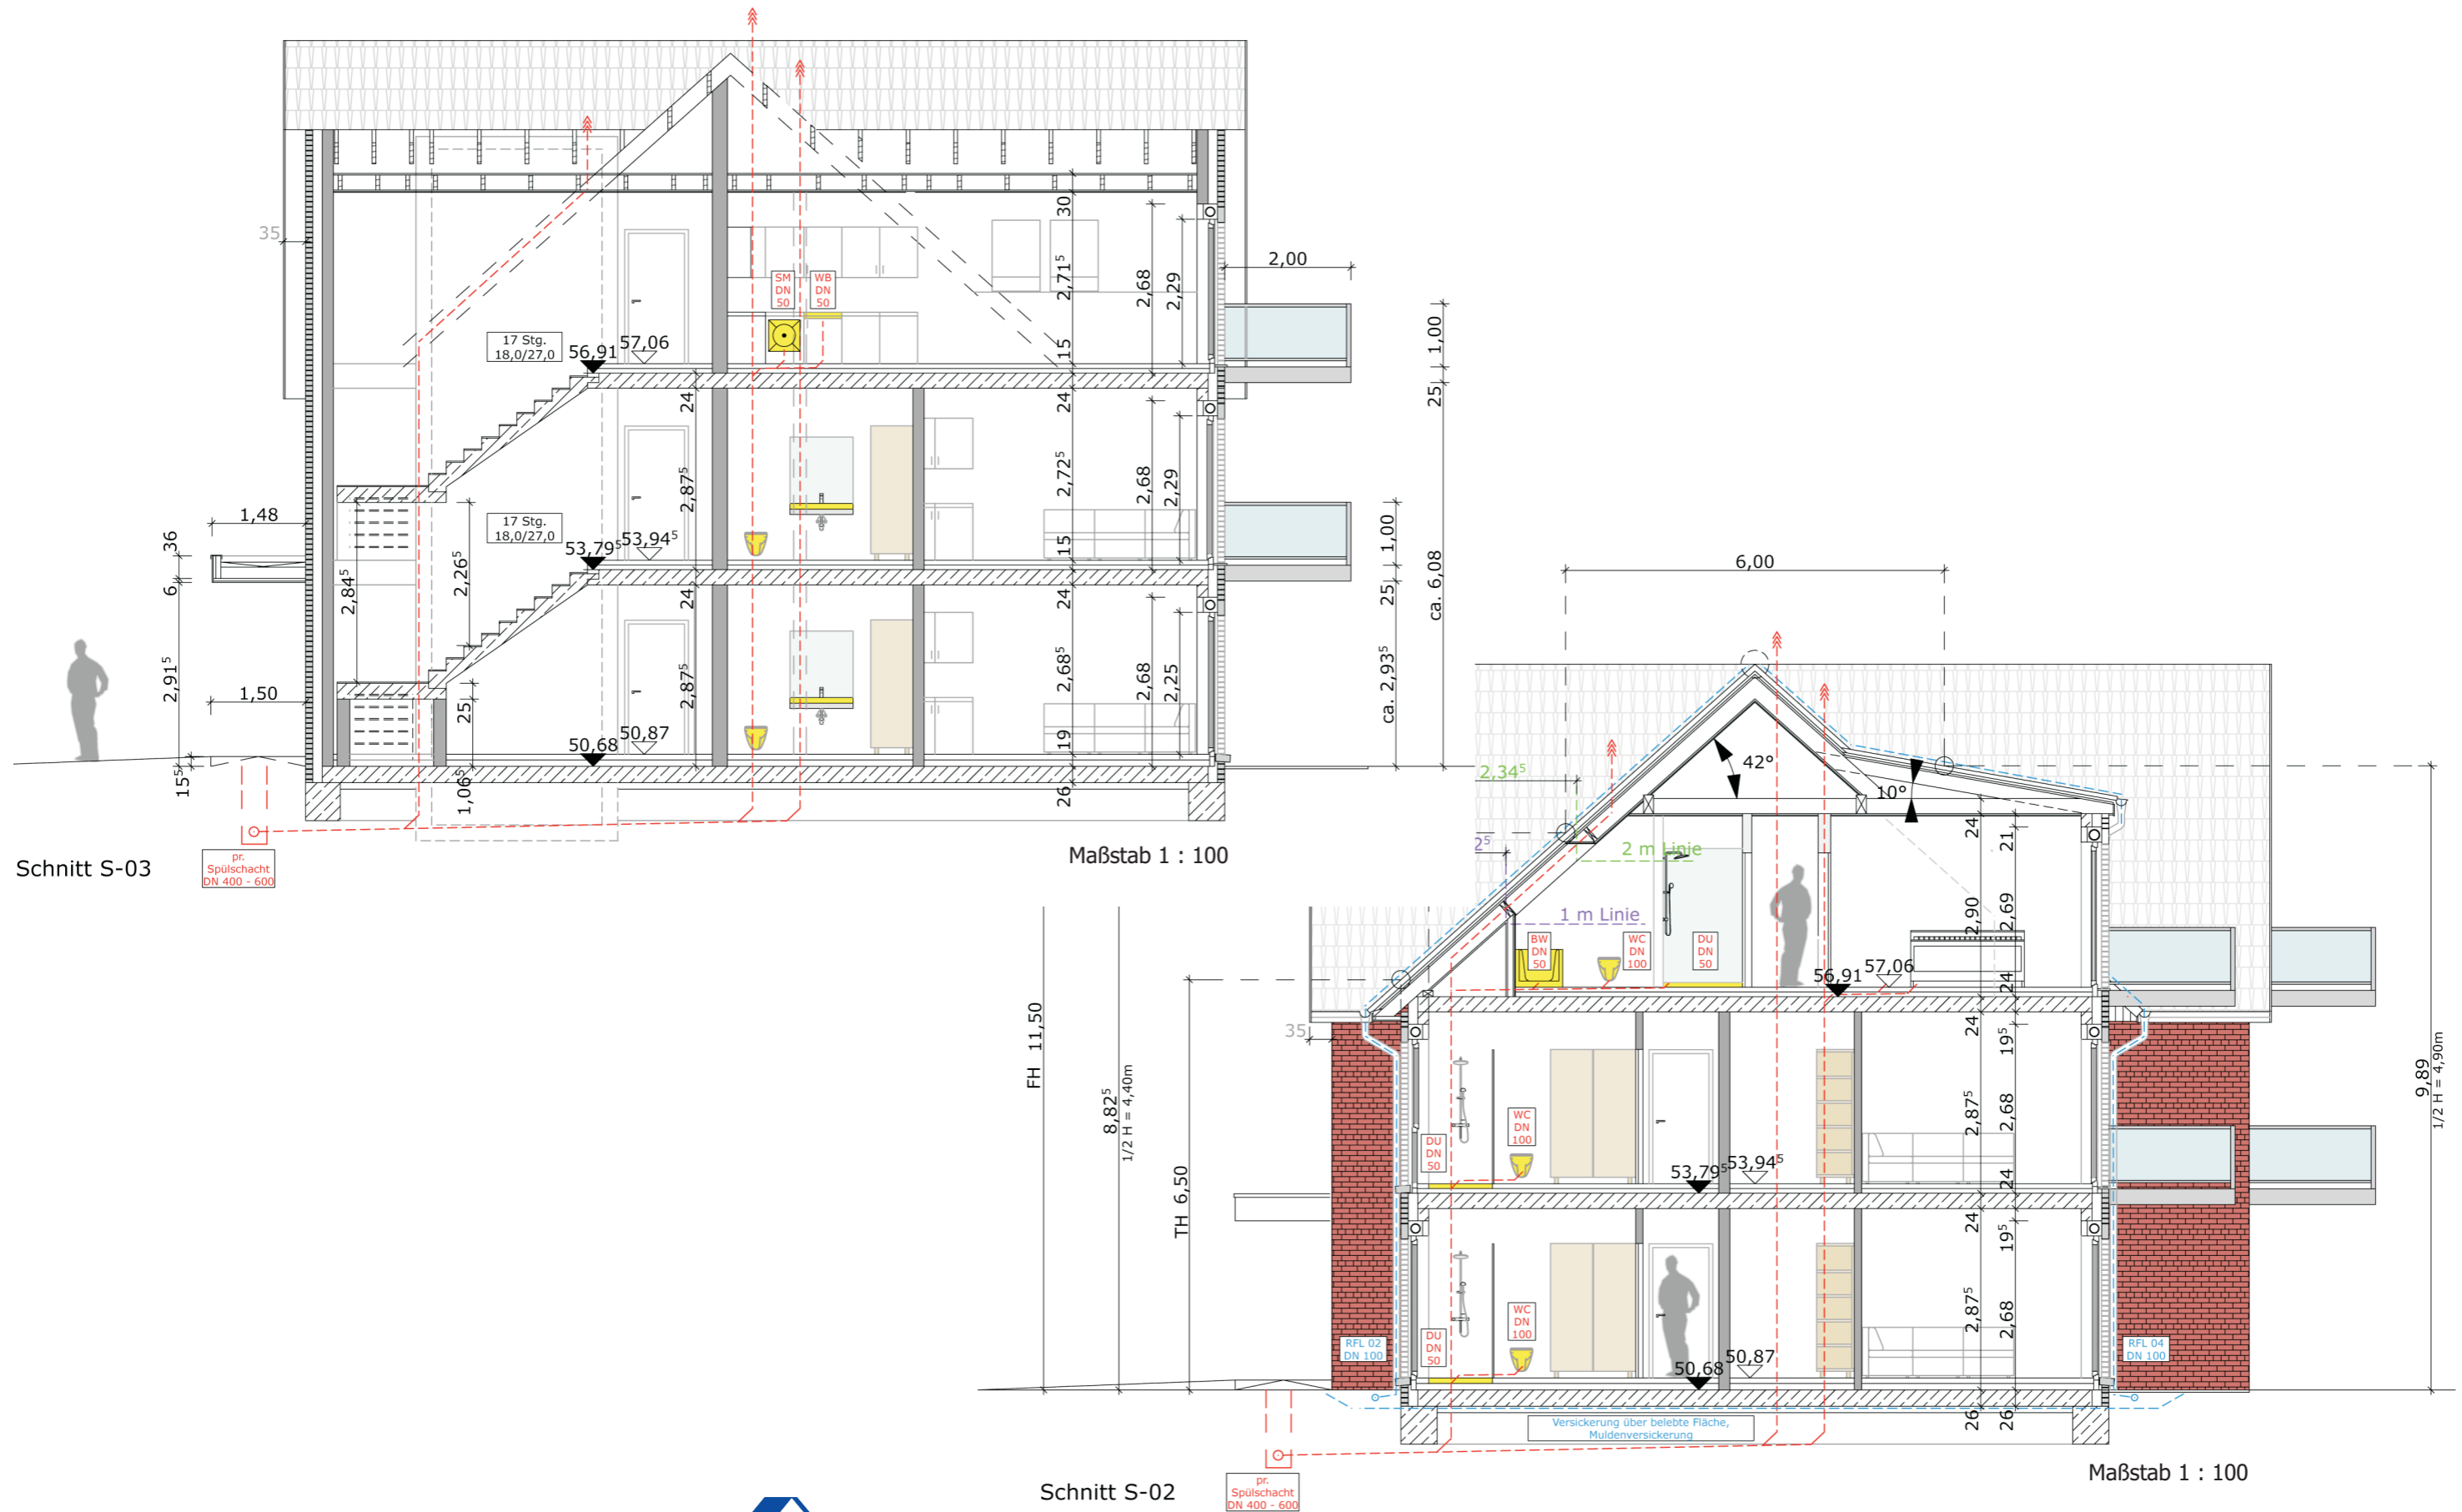 35
SM
DN
50
WB
DN
50
30
2,71⁵
2,68
2,29
2,00
1,00
25
17 Stg.
18,0/27,0
56,91
57,06
15
24
24
2,87⁵
2,72⁵
2,68
2,29
1,48
36
6
2,84⁵
2,26⁵
17 Stg.
18,0/27,0
53,79⁵
53,94⁵
15
1,00
25
ca. 6,08
24
24
2,91⁵
1,50
25
2,87⁵
2,68⁵
2,68
2,25
ca. 2,93⁵
50,68
50,87
19
15⁵
1,06⁵
26
Schnitt S-03
pr.
Spülschacht
DN 400 - 600
Maßstab 1 : 100
6,00
2,34⁵
42°
10°
2⁵
2 m Linie
1 m Linie
24
21
2,90
2,69
BW
DN
50
WC
DN
100
DU
DN
50
56,91
57,06
24
35
FH 11,50
8,82⁵
1/2 H = 4,40m
TH 6,50
24
19⁵
2,87⁵
2,68
9,89
1/2 H = 4,90m
WC
DN
100
DU
DN
50
53,79⁵
53,94⁵
24
24
19⁵
2,87⁵
2,68
WC
DN
100
DU
DN
50
RFL 02
DN 100
RFL 04
DN 100
50,68
50,87
26
26
Versickerung über belebte Fläche,
Muldenversickerung
Schnitt S-02
pr.
Spülschacht
DN 400 - 600
Maßstab 1 : 100